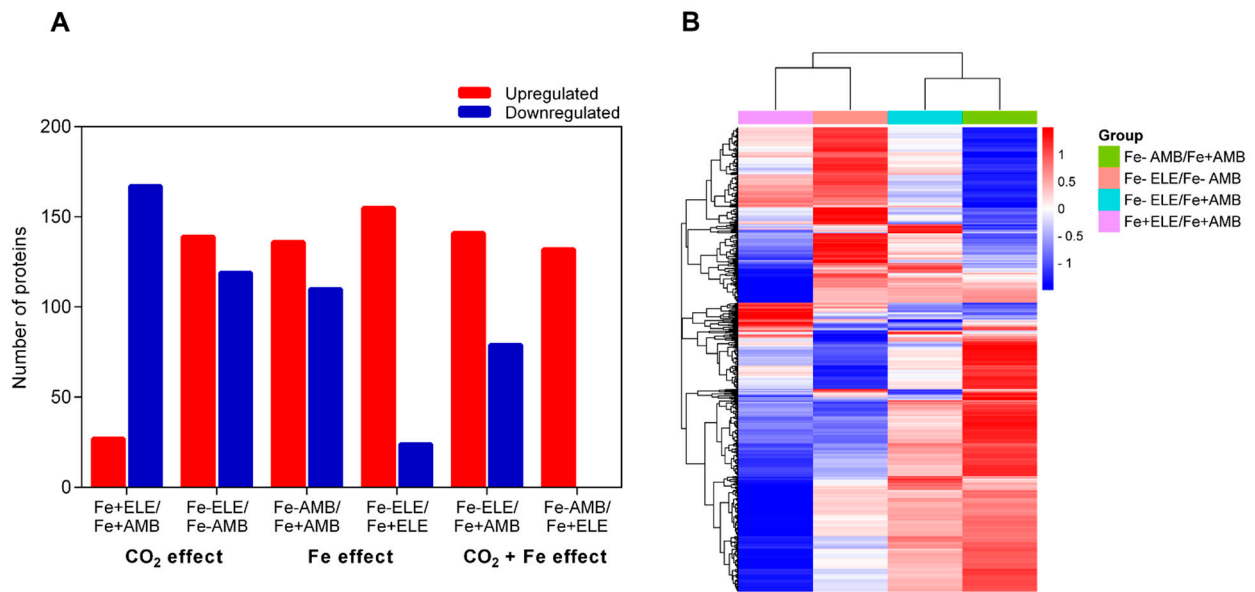 A
Upregulated
Downregulated
200
150
100
50
0
Number of proteins
Fe+ELE/
Fe+AMB
Fe-ELE/
Fe-AMB
Fe-AMB/
Fe+AMB
Fe-ELE/
Fe+ELE
Fe-ELE/
Fe+AMB
Fe-AMB/
Fe+ELE
CO₂ effect
Fe effect
CO₂ + Fe effect
B
1
0.5
0
- 0.5
- 1
Group
Fe- AMB/Fe+AMB
Fe- ELE/Fe- AMB
Fe- ELE/Fe+AMB
Fe+ELE/Fe+AMB